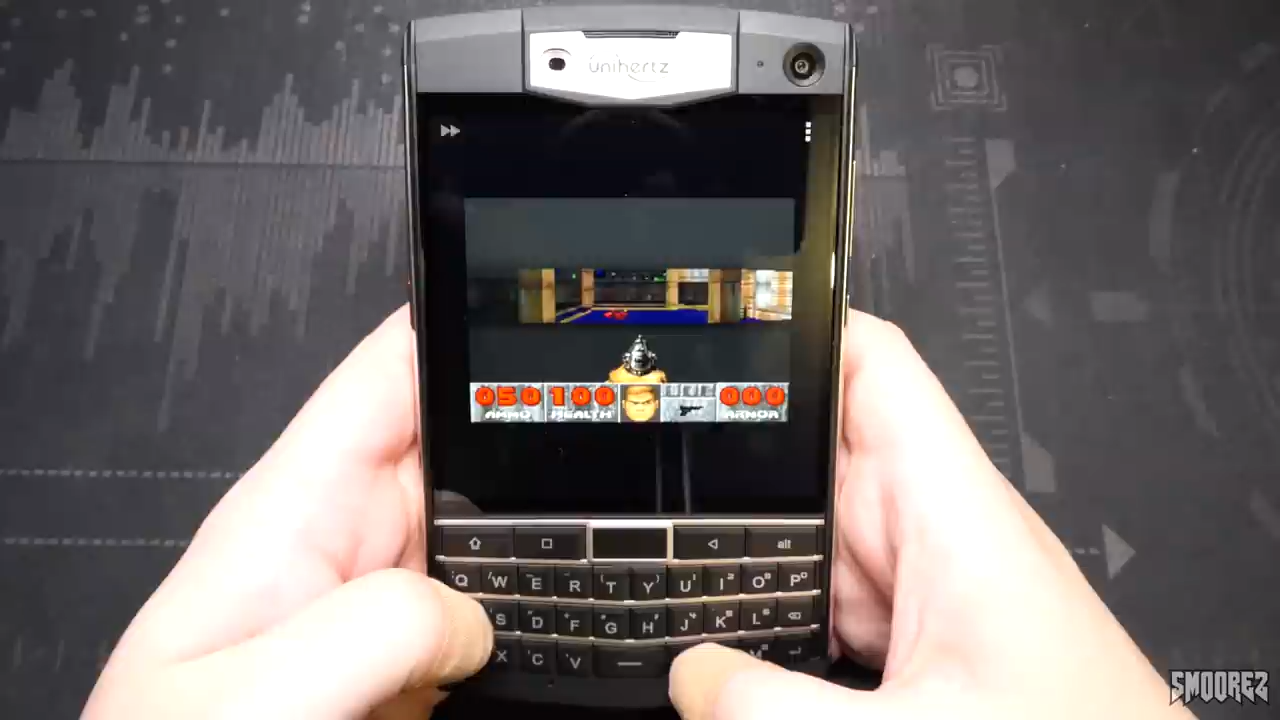 unihertz
050 100 000
AMMO HEALTH ARMOR
alt
Q W E R T Y U I O P
S D F G H J K L
X C V M
SMOOREZ